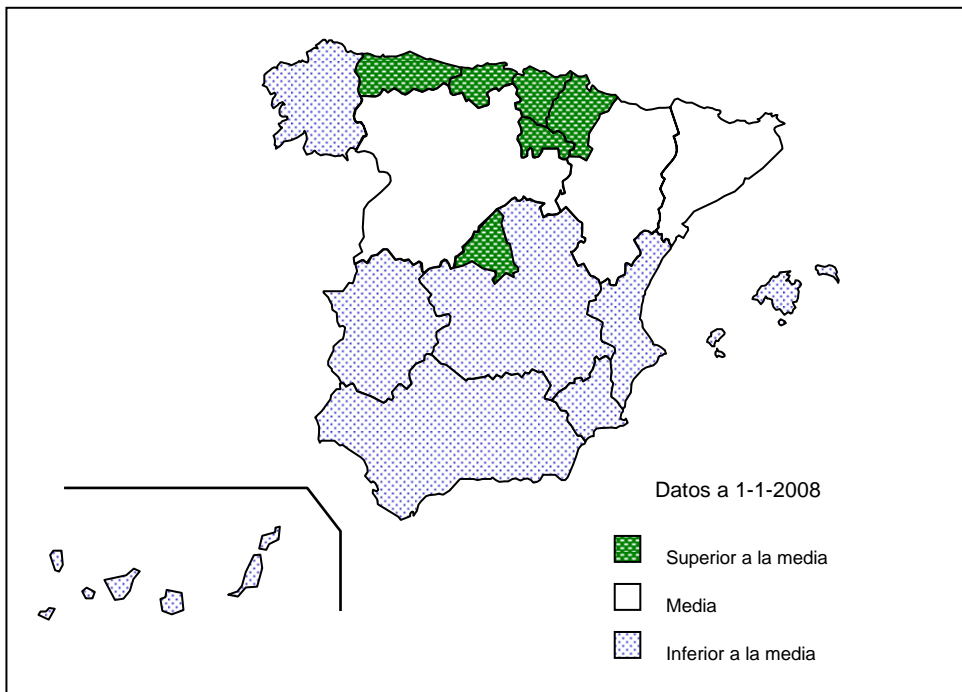 Datos a 1-1-2008
Superior a la media
Media
Inferior a la media